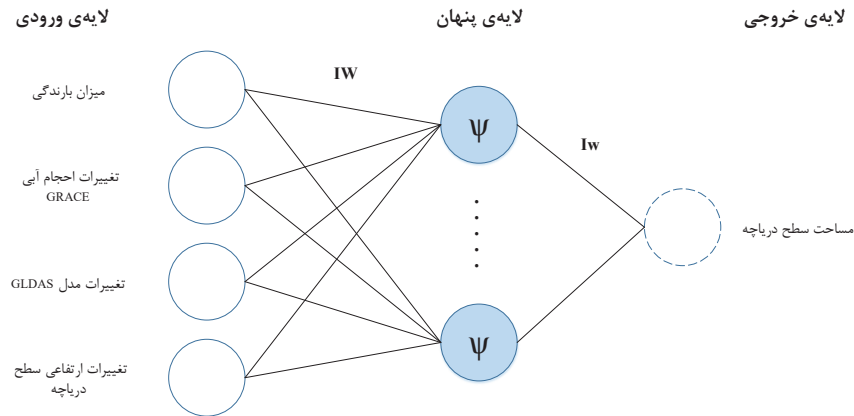 لایه‌ی ورودی
لایه‌ی پنهان
لایه‌ی خروجی
میزان بارندگی
IW
ψ
Iw
تغییرات احجام آبی
GRACE
مساحت سطح دریاچه
تغییرات مدل GLDAS
ψ
تغییرات ارتفاعی سطح
دریاچه